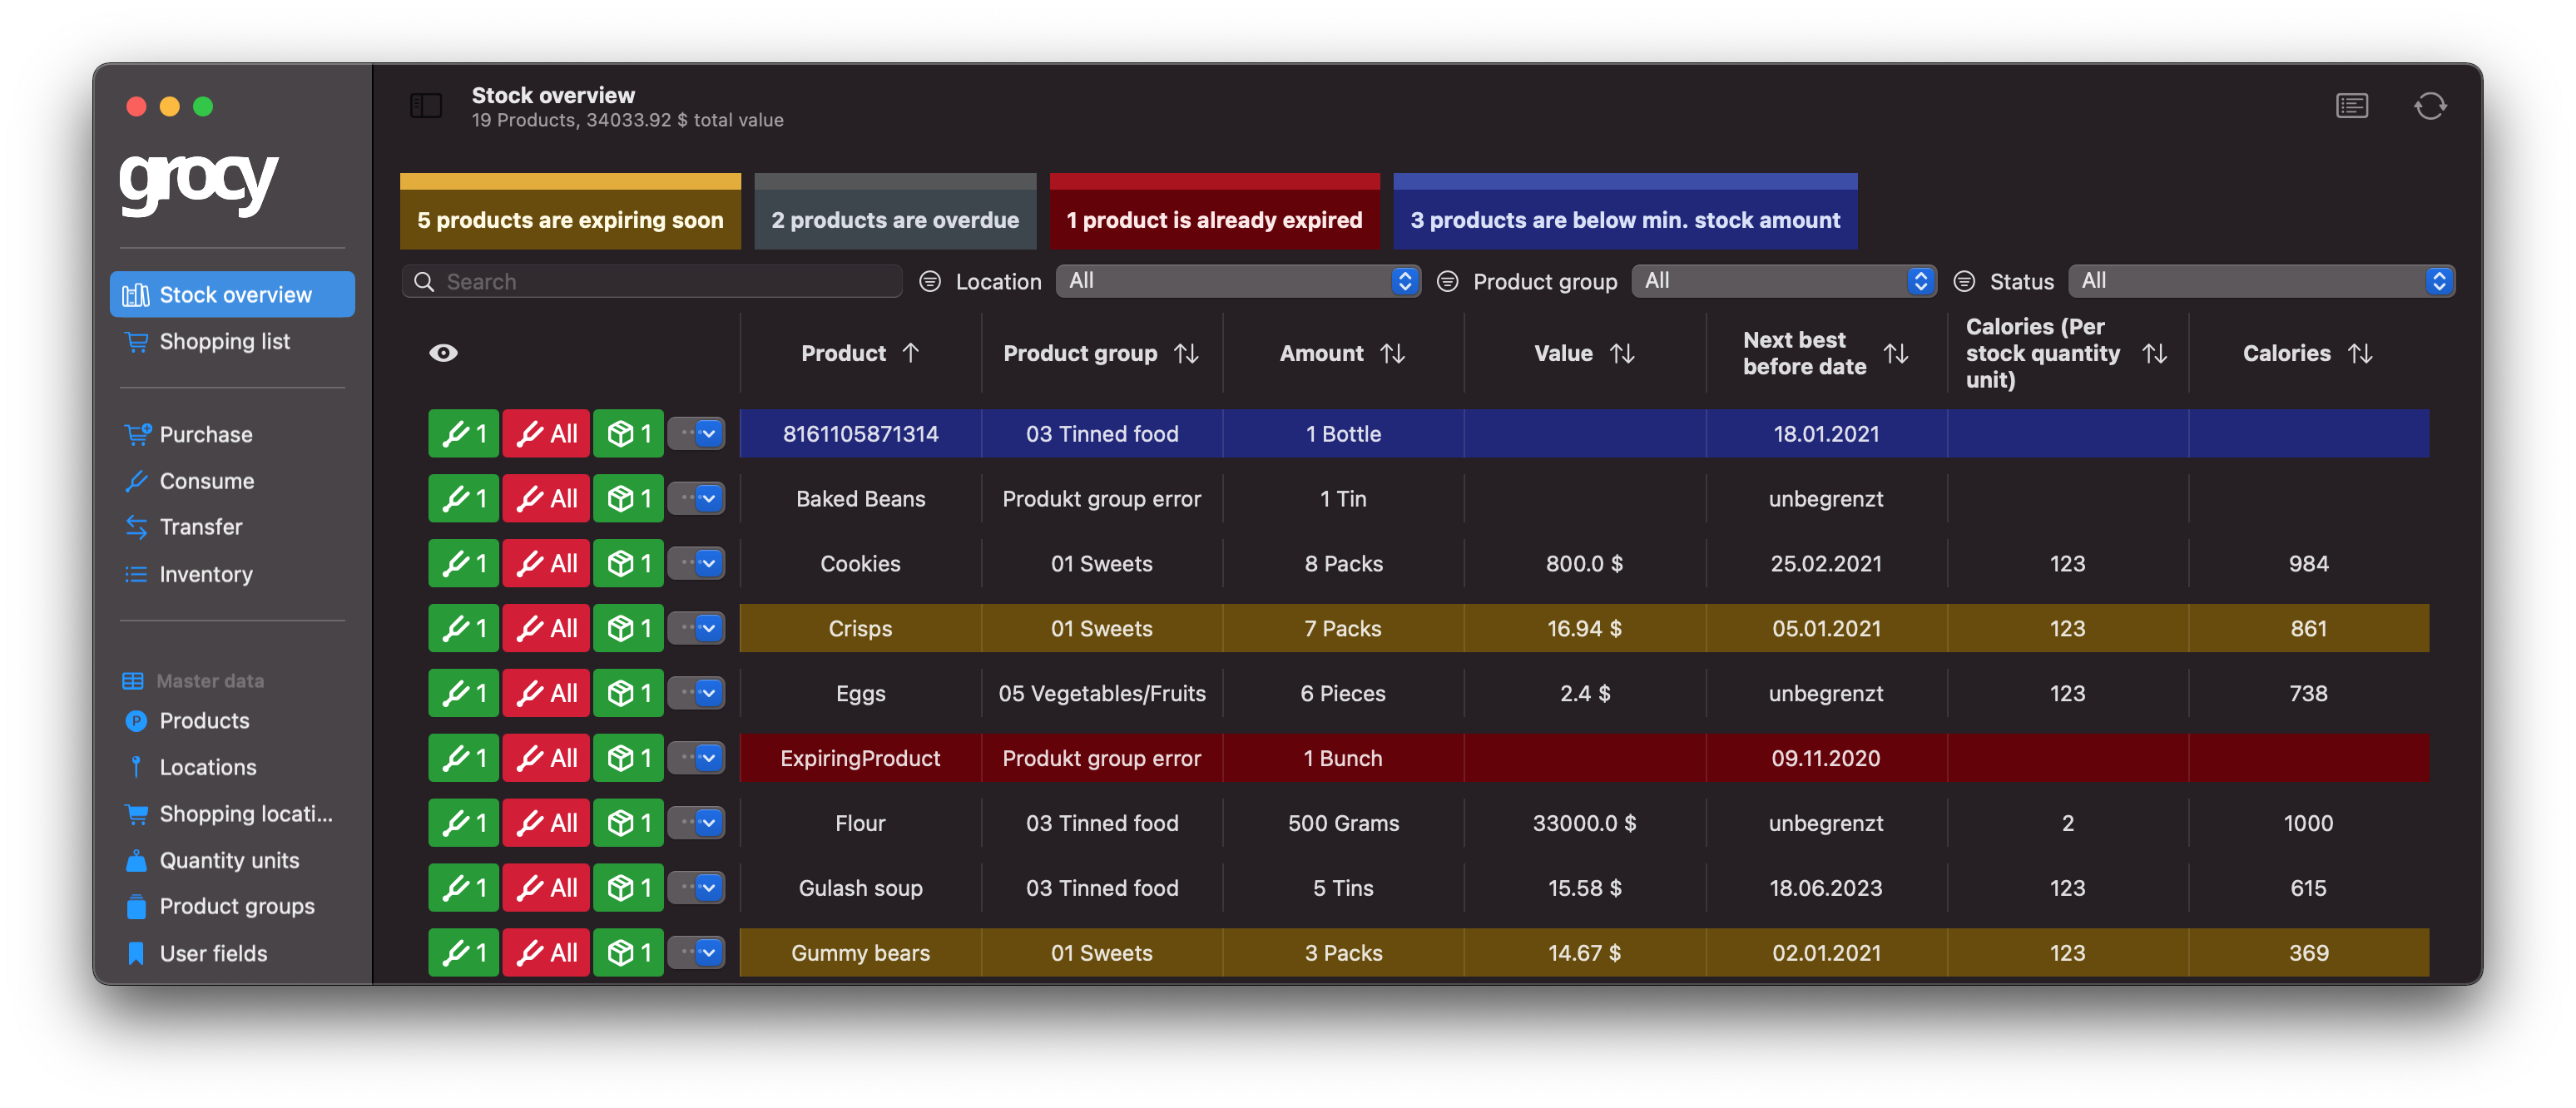 grocy
Stock overview
Shopping list
Purchase
Consume
Transfer
Inventory
Master data
Products
Locations
Shopping locati...
Quantity units
Product groups
User fields
Stock overview
19 Products, 34033.92 $ total value
5 products are expiring soon
2 products are overdue
1 product is already expired
3 products are below min. stock amount
Search
Location All
Product group All
Status All
Product Product group Amount Value Next best before date Calories (Per stock quantity unit) Calories
1 All 1 8161105871314 03 Tinned food 1 Bottle 18.01.2021
1 All 1 Baked Beans Produkt group error 1 Tin unbegrenzt
1 All 1 Cookies 01 Sweets 8 Packs 800.0 $ 25.02.2021 123 984
1 All 1 Crisps 01 Sweets 7 Packs 16.94 $ 05.01.2021 123 861
1 All 1 Eggs 05 Vegetables/Fruits 6 Pieces 2.4 $ unbegrenzt 123 738
1 All 1 ExpiringProduct Produkt group error 1 Bunch 09.11.2020
1 All 1 Flour 03 Tinned food 500 Grams 33000.0 $ unbegrenzt 2 1000
1 All 1 Gulash soup 03 Tinned food 5 Tins 15.58 $ 18.06.2023 123 615
1 All 1 Gummy bears 01 Sweets 3 Packs 14.67 $ 02.01.2021 123 369